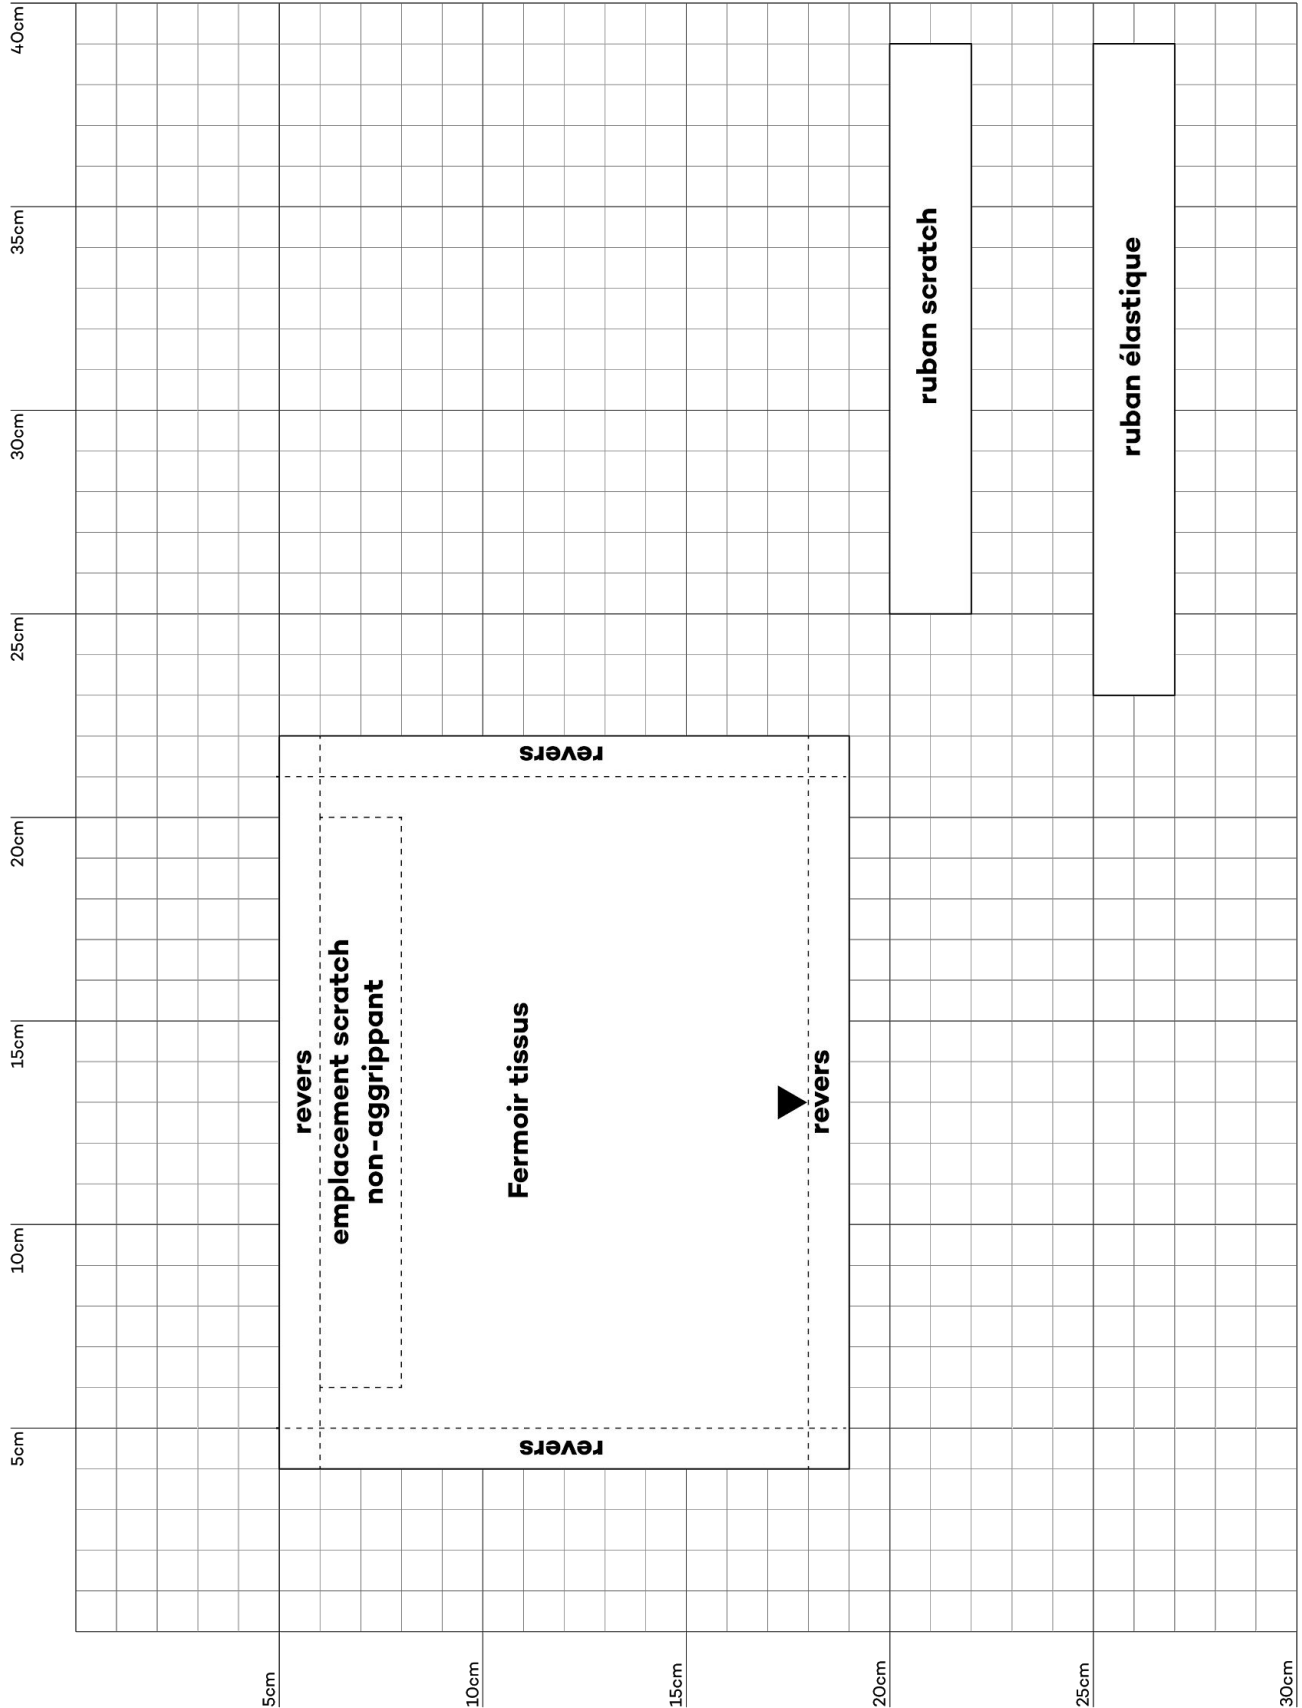 40cm
35cm
30cm
25cm
20cm
15cm
10cm
5cm
5cm
10cm
15cm
20cm
25cm
30cm
ruban scratch
ruban élastique
revers
revers
emplacement scratch
non-aggrippant
Fermoir tissus
revers
revers